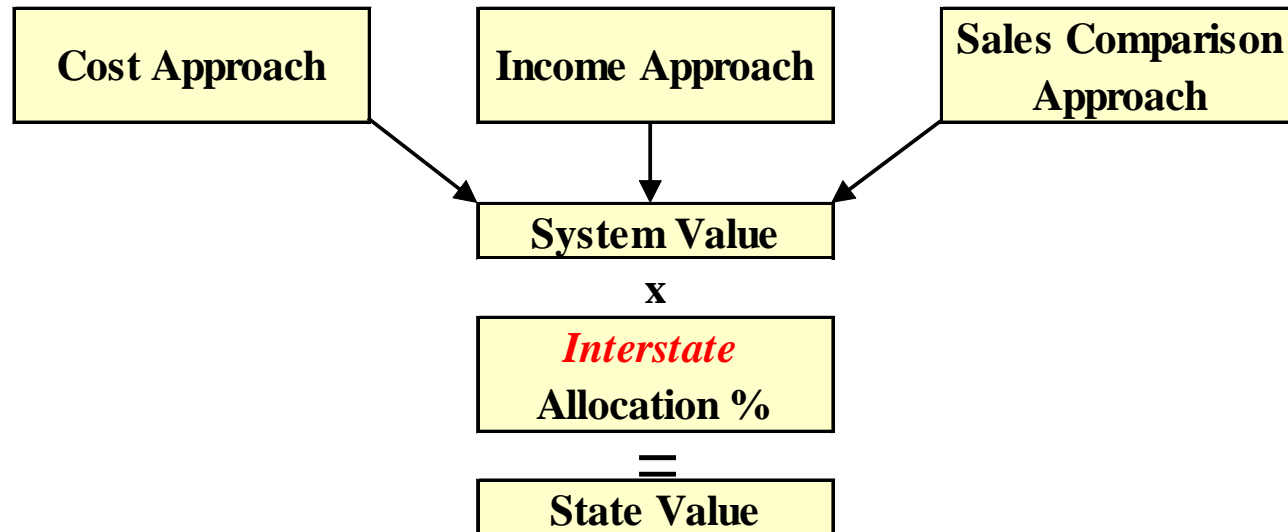 Cost Approach
Income Approach
Sales Comparison
Approach
System Value
x
Interstate
Allocation %
=
State Value